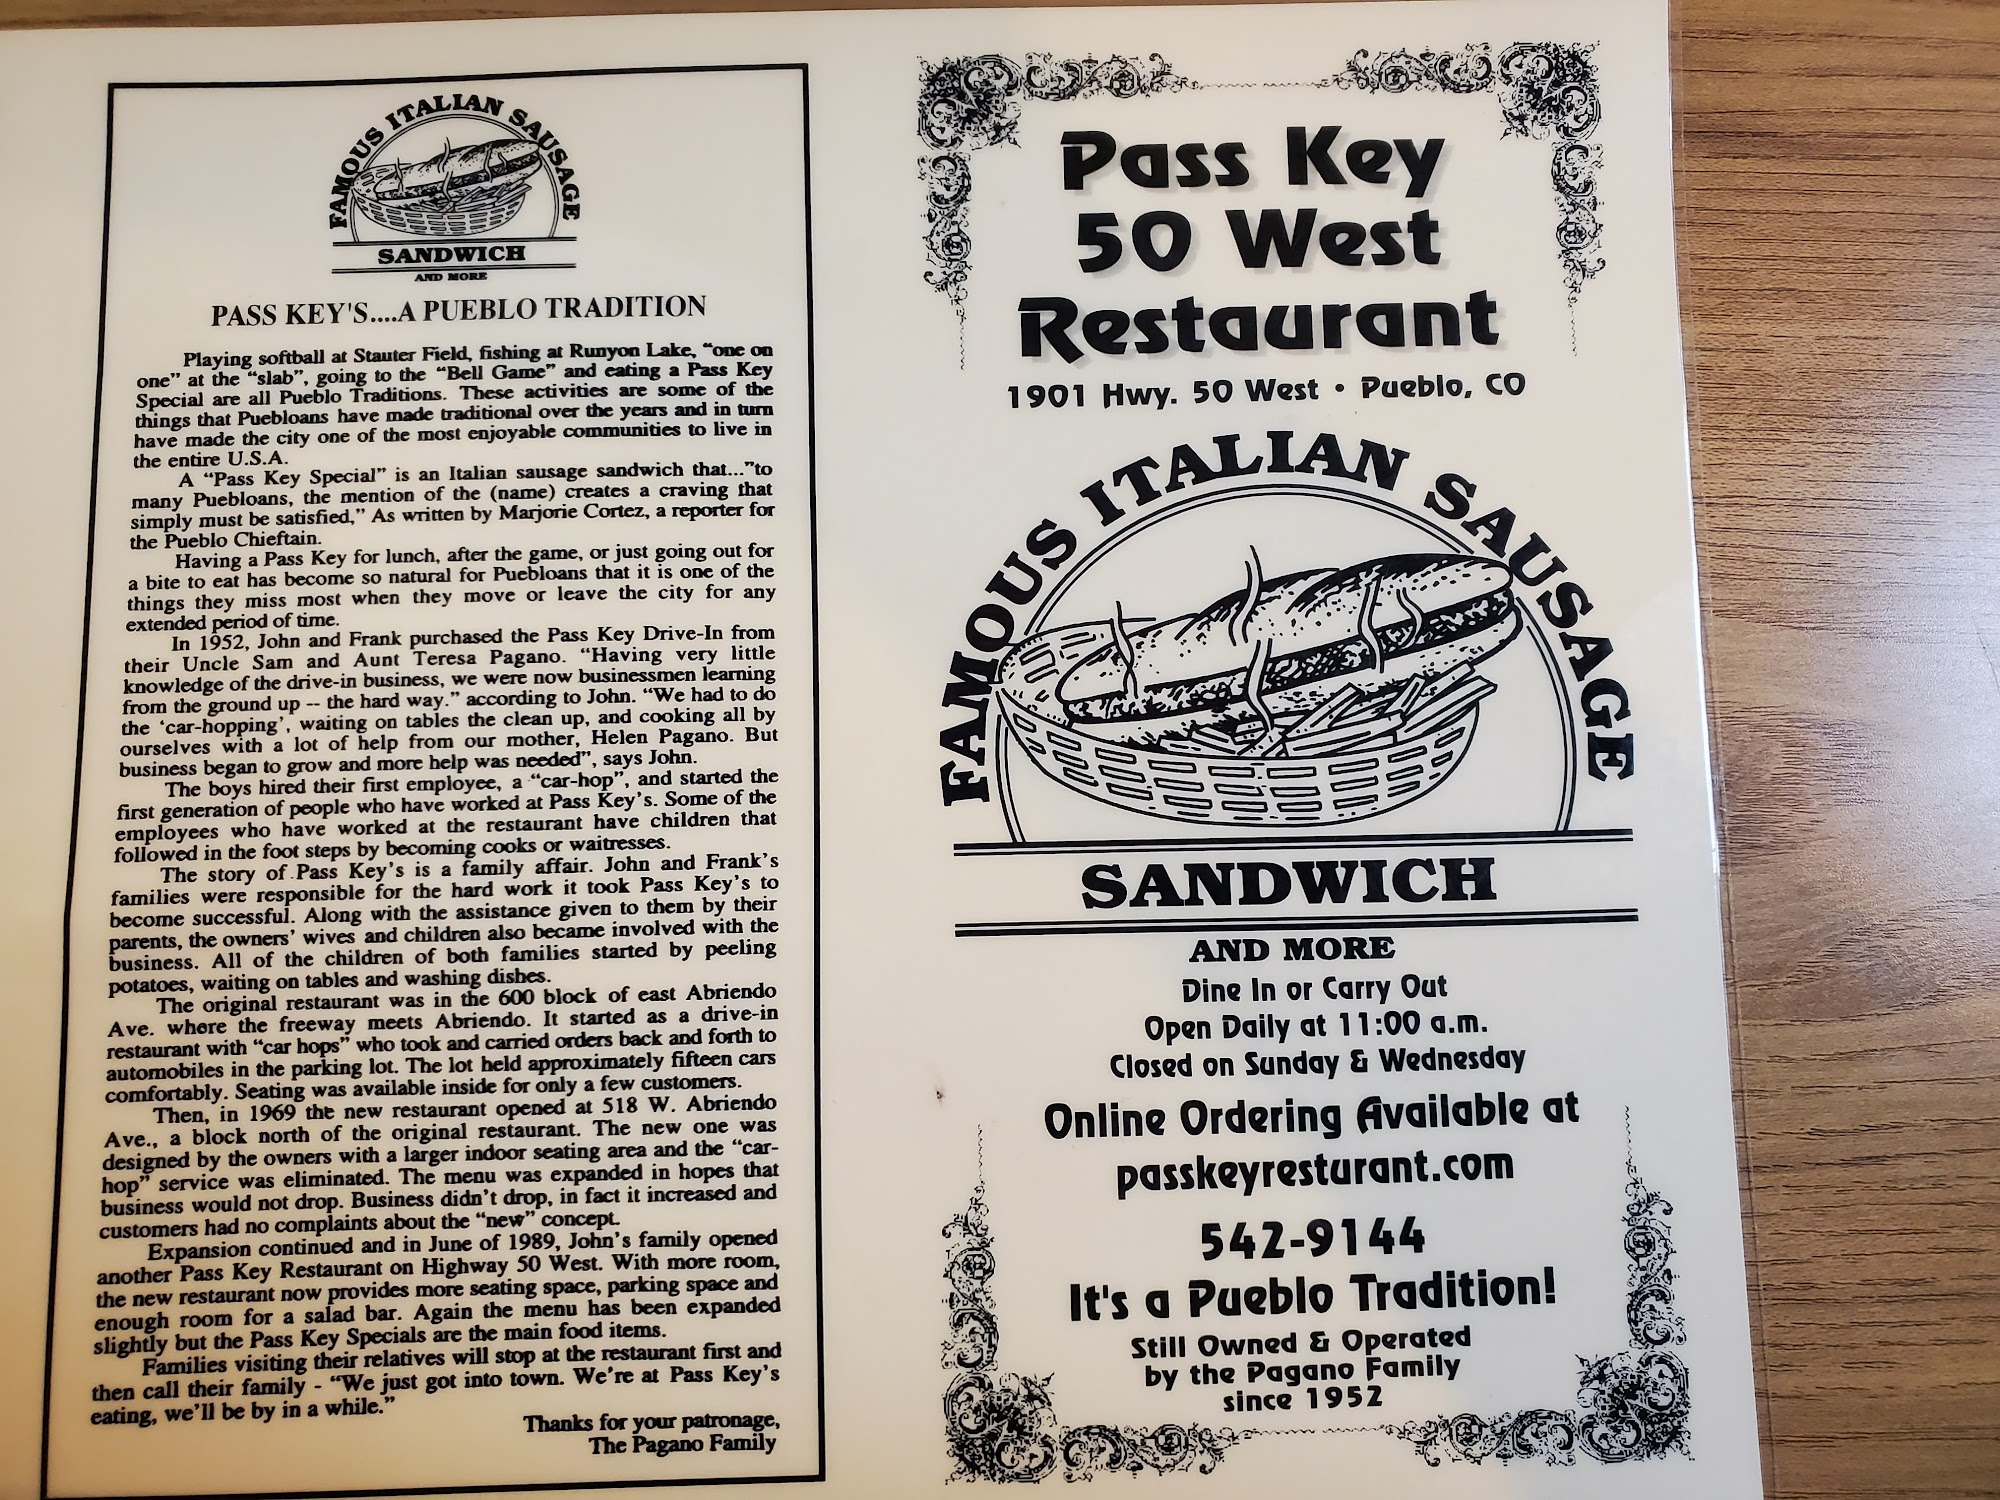 FAMOUS ITALIAN SAUSAGE
SANDWICH
AND MORE
PASS KEY'S....A PUEBLO TRADITION
Playing softball at Stauter Field, fishing at Runyon Lake, “one on
one” at the “slab”, going to the “Bell Game” and eating a Pass Key
Special are all Pueblo Traditions. These activities are some of the
things that Puebloans have made traditional over the years and in turn
have made the city one of the most enjoyable communities to live in
the entire U.S.A.
A “Pass Key Special” is an Italian sausage sandwich that...”to
many Puebloans, the mention of the (name) creates a craving that
simply must be satisfied,” As written by Marjorie Cortez, a reporter for
the Pueblo Chieftain.
Having a Pass Key for lunch, after the game, or just going out for
a bite to eat has become so natural for Puebloans that it is one of the
things they miss most when they move or leave the city for any
extended period of time.
In 1952, John and Frank purchased the Pass Key Drive-In from
their Uncle Sam and Aunt Teresa Pagano. “Having very little
knowledge of the drive-in business, we were now businessmen learning
from the ground up -- the hard way.” according to John. “We had to do
the ‘car-hopping’, waiting on tables the clean up, and cooking all by
ourselves with a lot of help from our mother, Helen Pagano. But
business began to grow and more help was needed”, says John.
The boys hired their first employee, a “car-hop”, and started the
first generation of people who have worked at Pass Key’s. Some of the
employees who have worked at the restaurant have children that
followed in the foot steps by becoming cooks or waitresses.
The story of Pass Key’s is a family affair. John and Frank’s
families were responsible for the hard work it took Pass Key’s to
become successful. Along with the assistance given to them by their
parents, the owners’ wives and children also became involved with the
business. All of the children of both families started by peeling
potatoes, waiting on tables and washing dishes.
The original restaurant was in the 600 block of east Abriendo
Ave. where the freeway meets Abriendo. It started as a drive-in
restaurant with “car hops” who took and carried orders back and forth to
automobiles in the parking lot. The lot held approximately fifteen cars
comfortably. Seating was available inside for only a few customers.
Then, in 1969 the new restaurant opened at 518 W. Abriendo
Ave., a block north of the original restaurant. The new one was
designed by the owners with a larger indoor seating area and the “car-
hop” service was eliminated. The menu was expanded in hopes that
business would not drop. Business didn’t drop, in fact it increased and
customers had no complaints about the “new” concept.
Expansion continued and in June of 1989, John’s family opened
another Pass Key Restaurant on Highway 50 West. With more room,
the new restaurant now provides more seating space, parking space and
enough room for a salad bar. Again the menu has been expanded
slightly but the Pass Key Specials are the main food items.
Families visiting their relatives will stop at the restaurant first and
then call their family - “We just got into town. We’re at Pass Key’s
eating, we’ll be by in a while.”
Thanks for your patronage,
The Pagano Family
Pass Key
50 West
Restaurant
1901 Hwy. 50 West • Pueblo, CO
FAMOUS ITALIAN SAUSAGE
SANDWICH
AND MORE
Dine In or Carry Out
Open Daily at 11:00 a.m.
Closed on Sunday & Wednesday
Online Ordering Available at
passkeyresturant.com
542-9144
It's a Pueblo Tradition!
Still Owned & Operated
by the Pagano Family
since 1952